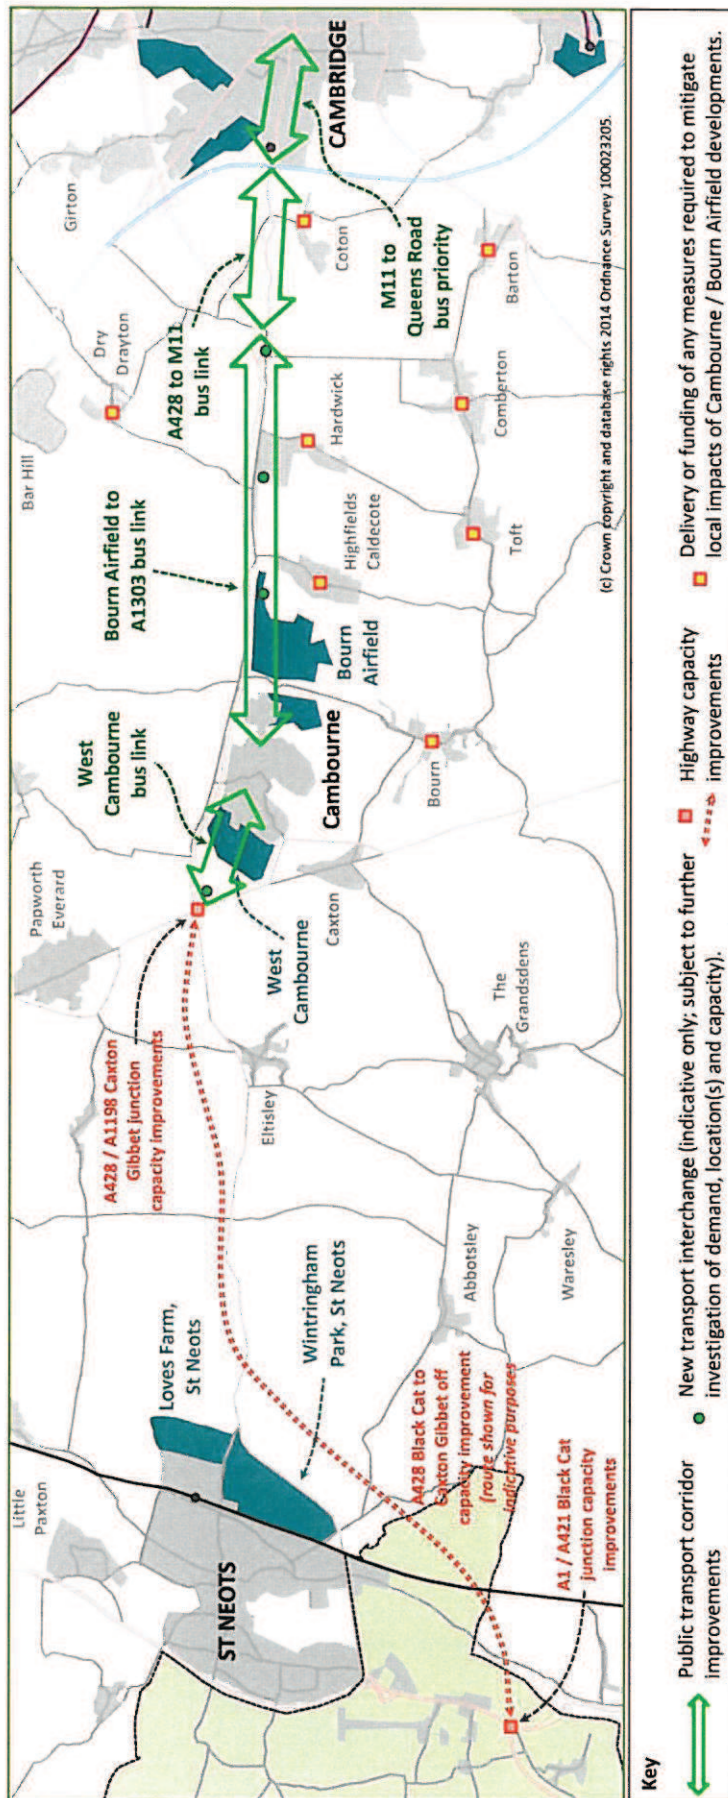 Little
Paxton
ST NEOTS
Loves Farm,
St Neots
Wintringham
Park, St Neots
A428 Black Cat to
Caxton Gibbet off
capacity improvement
(route shown for
indicative purposes
A1 / A421 Black Cat
junction capacity
improvements
Abbotsley
Waresley
A428 / A1198 Caxton
Gibbet junction
capacity improvements
Eltisley
The
Grandsdens
Papworth
Everard
West
Cambourne
Caxton
West
Cambourne
bus link
Cambourne
Bourn
Bourn Airfield to
A1303 bus link
Bourn
Airfield
Highfields
Caldecote
Toft
Bar Hill
Dry
Drayton
Hardwick
Comberton
A428 to M11
bus link
Girton
Coton
Barton
M11 to
Queens Road
bus priority
CAMBRIDGE
(c) Crown copyright and database rights 2014 Ordnance Survey 100023205.
Key
Public transport corridor
improvements
New transport interchange (indicative only; subject to further
investigation of demand, location(s) and capacity).
Highway capacity
improvements
Delivery or funding of any measures required to mitigate
local impacts of Cambourne / Bourn Airfield developments.